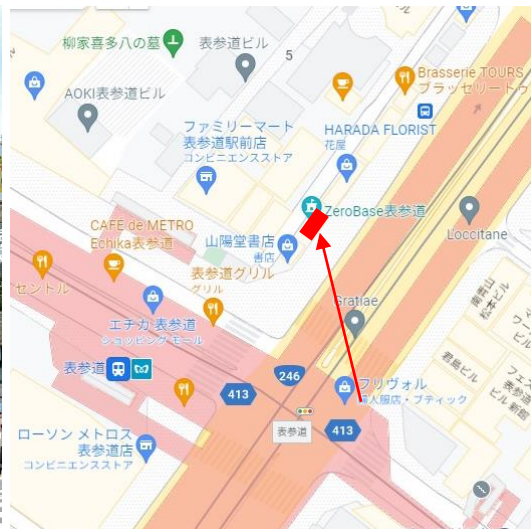 柳家喜多八の墓
表参道ビル
5
AOKI表参道ビル
Brasserie TOURS
ブラッセリートゥ
ファミリーマート
表参道駅前店
コンビニエンスストア
HARADA FLORIST
花屋
ZeroBase表参道
Loccitane
CAFE de METRO
Echika表参道
山陽堂書店
書店
表参道グリル
グリル
セントル
エチカ 表参道
ショッピング モール
Gratiae
南青山
君島ビル
表参道
246
413
フリヴォル
婦人服店・ブティック
表参道
413
ローソン メトロス
表参道店
コンビニエンスストア